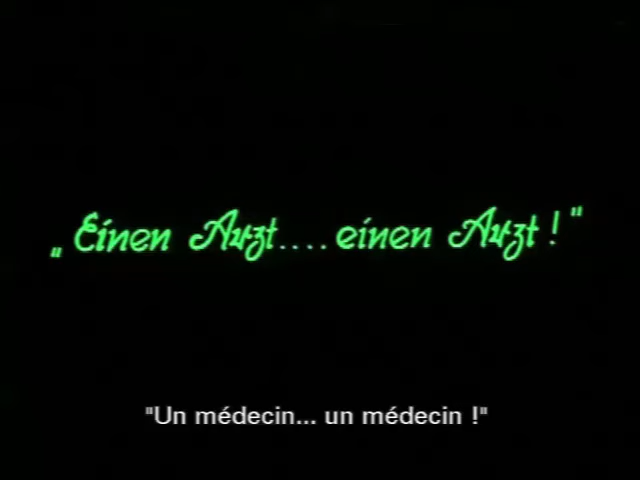 „Einen Arzt.... einen Arzt!"
"Un médecin... un médecin !"